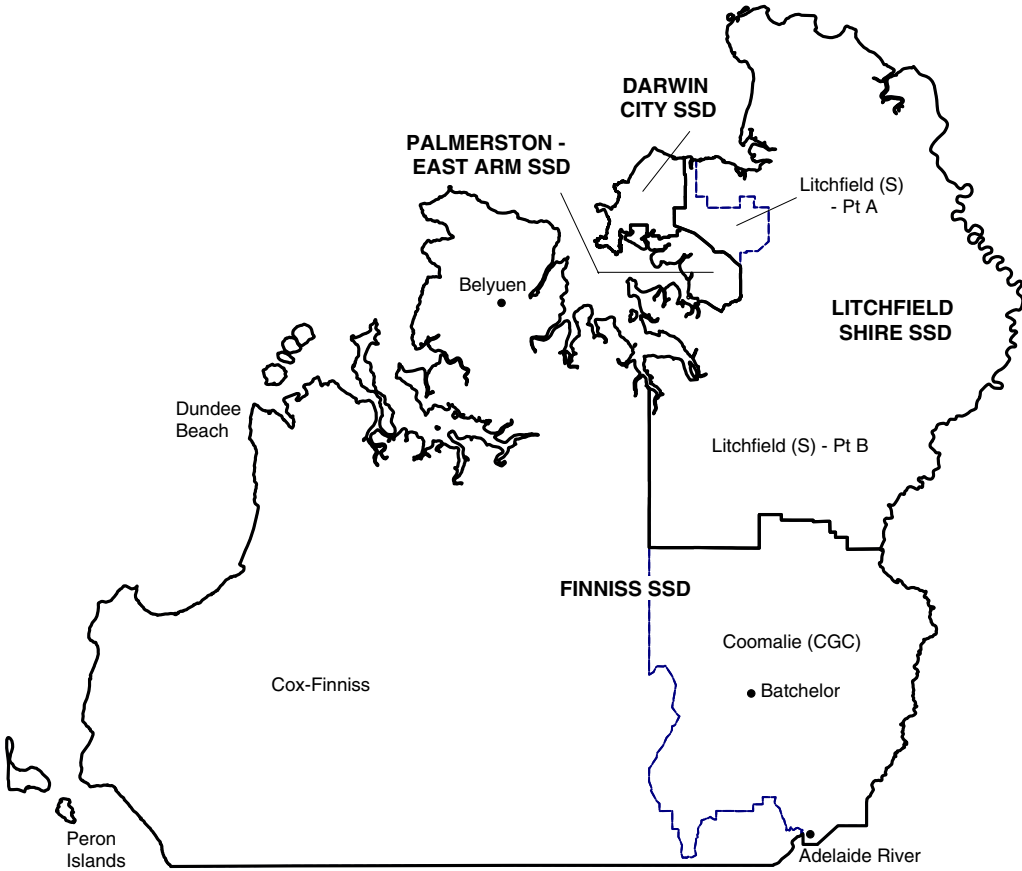 DARWIN
CITY SSD
PALMERSTON -
EAST ARM SSD
Litchfield (S)
- Pt A
Belyuen
LITCHFIELD
SHIRE SSD
Dundee
Beach
Litchfield (S) - Pt B
FINNISS SSD
Coomalie (CGC)
Cox-Finniss
Batchelor
Peron
Islands
Adelaide River